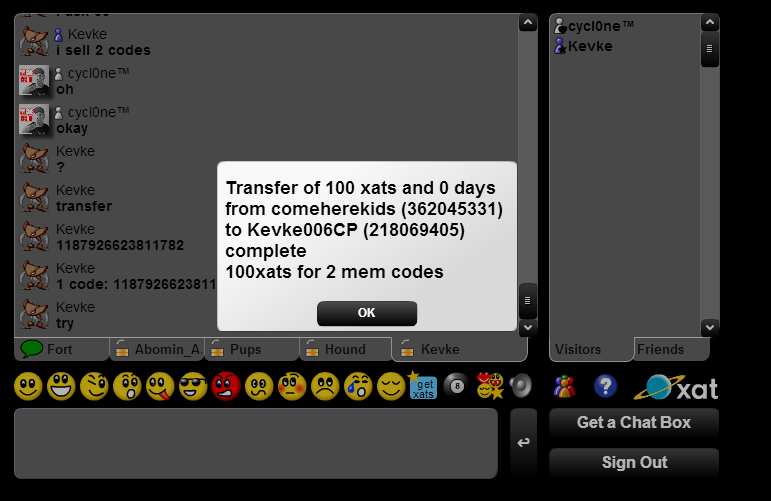 Kevke
i sell 2 codes
cycl0ne™
oh
cycl0ne™
okay
Kevke
?
Kevke
transfer
Kevke
1187926623811782
Kevke
1 code: 1187926623811
Kevke
try
Transfer of 100 xats and 0 days
from comeherekids (362045331)
to Kevke006CP (218069405)
complete
100xats for 2 mem codes
OK
cycl0ne™
Kevke
Fort
Abomin_A
Pups
Hound
Kevke
Visitors
Friends
get
xats
8
?
xat
Get a Chat Box
Sign Out